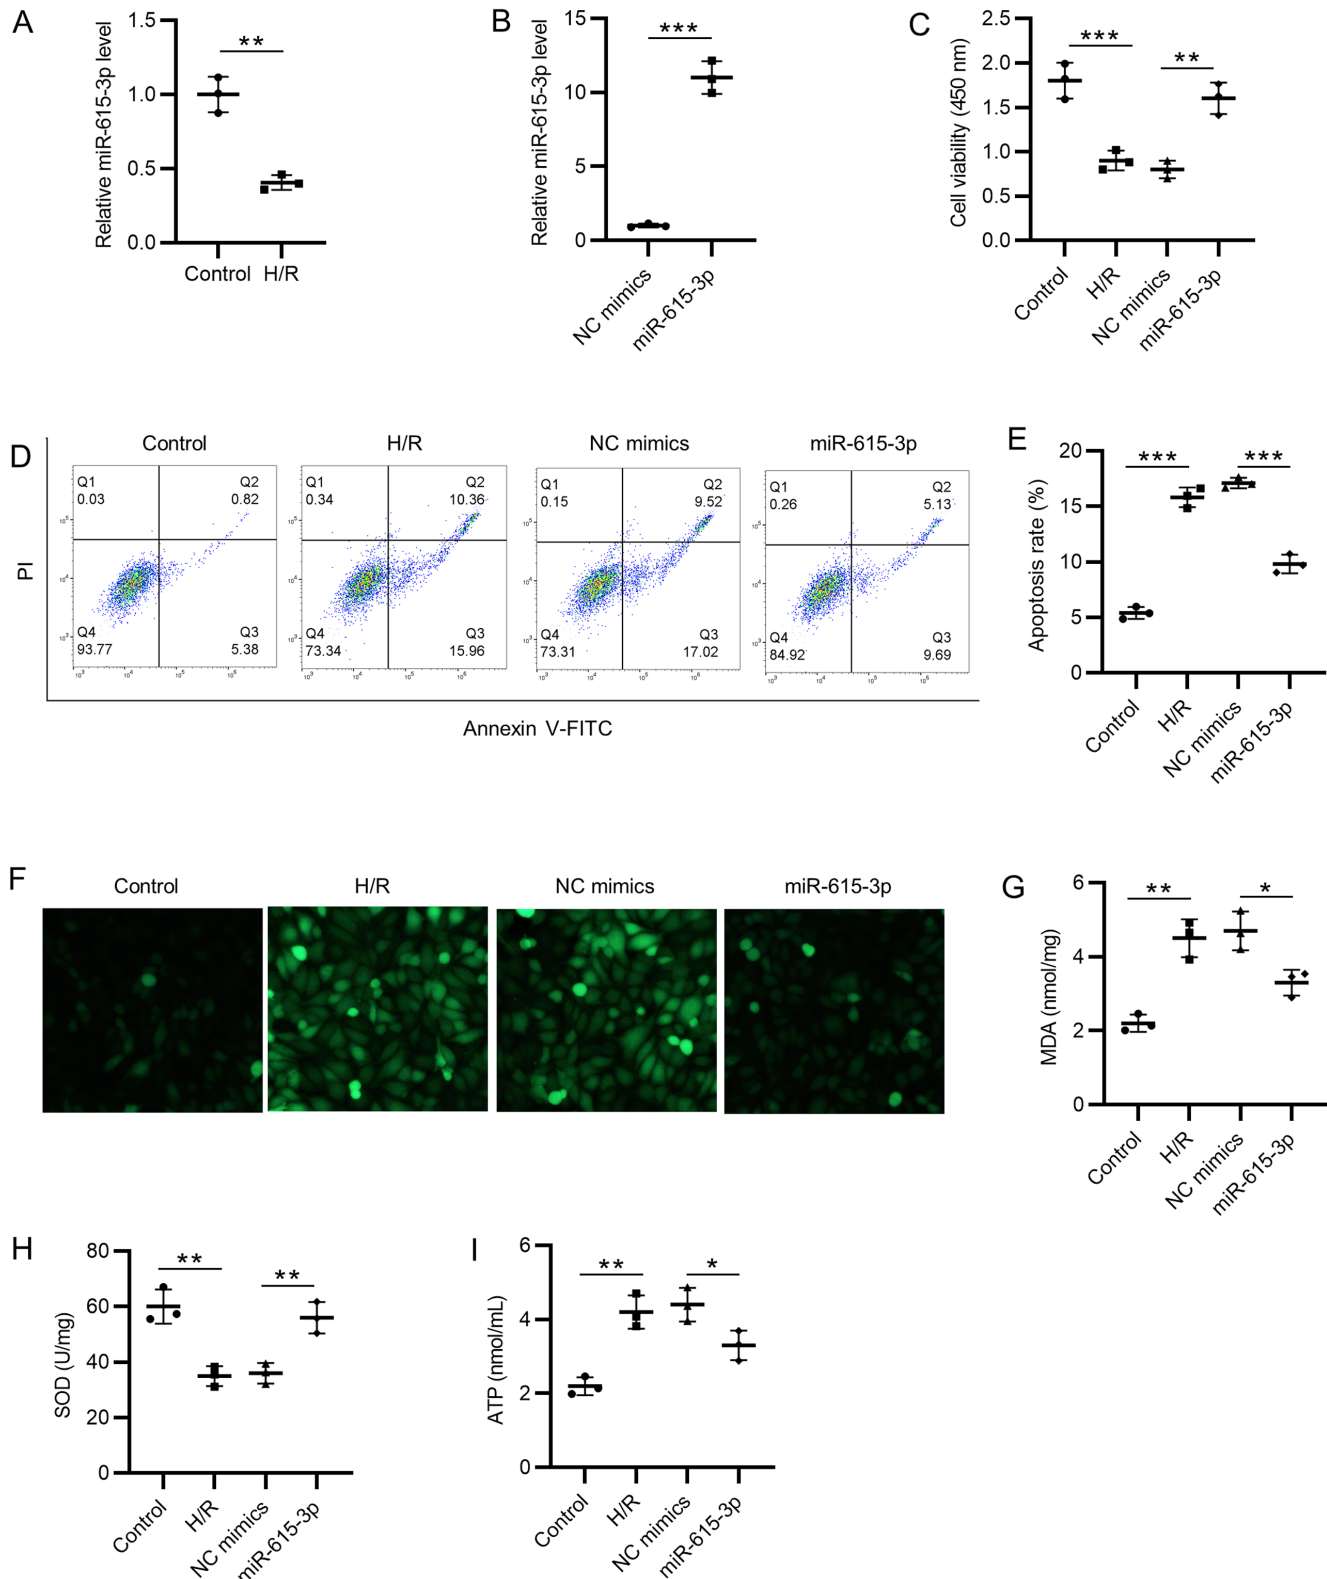 A
Relative miR-615-3p level
1.5
1.0
0.5
0.0
**
Control H/R
B
Relative miR-615-3p level
15
10
5
0
***
NC mimics
miR-615-3p
C
Cell viability (450 nm)
2.5
2.0
1.5
1.0
0.5
0.0
***
**
Control
H/R
NC mimics
miR-615-3p
D
Control
H/R
NC mimics
miR-615-3p
PI
Q1
0.03
Q2
0.82
Q4
93.77
Q3
5.38
Q1
0.34
Q2
10.36
Q4
73.34
Q3
15.96
Q1
0.15
Q2
9.52
Q4
73.31
Q3
17.02
Q1
0.26
Q2
5.13
Q4
84.92
Q3
9.69
Annexin V-FITC
E
Apoptosis rate (%)
20
15
10
5
0
***
***
Control
H/R
NC mimics
miR-615-3p
F
Control
H/R
NC mimics
miR-615-3p
G
MDA (nmol/mg)
6
4
2
0
**
*
Control
H/R
NC mimics
miR-615-3p
H
SOD (U/mg)
80
60
40
20
0
**
**
Control
H/R
NC mimics
miR-615-3p
I
ATP (nmol/mL)
6
4
2
0
**
*
Control
H/R
NC mimics
miR-615-3p